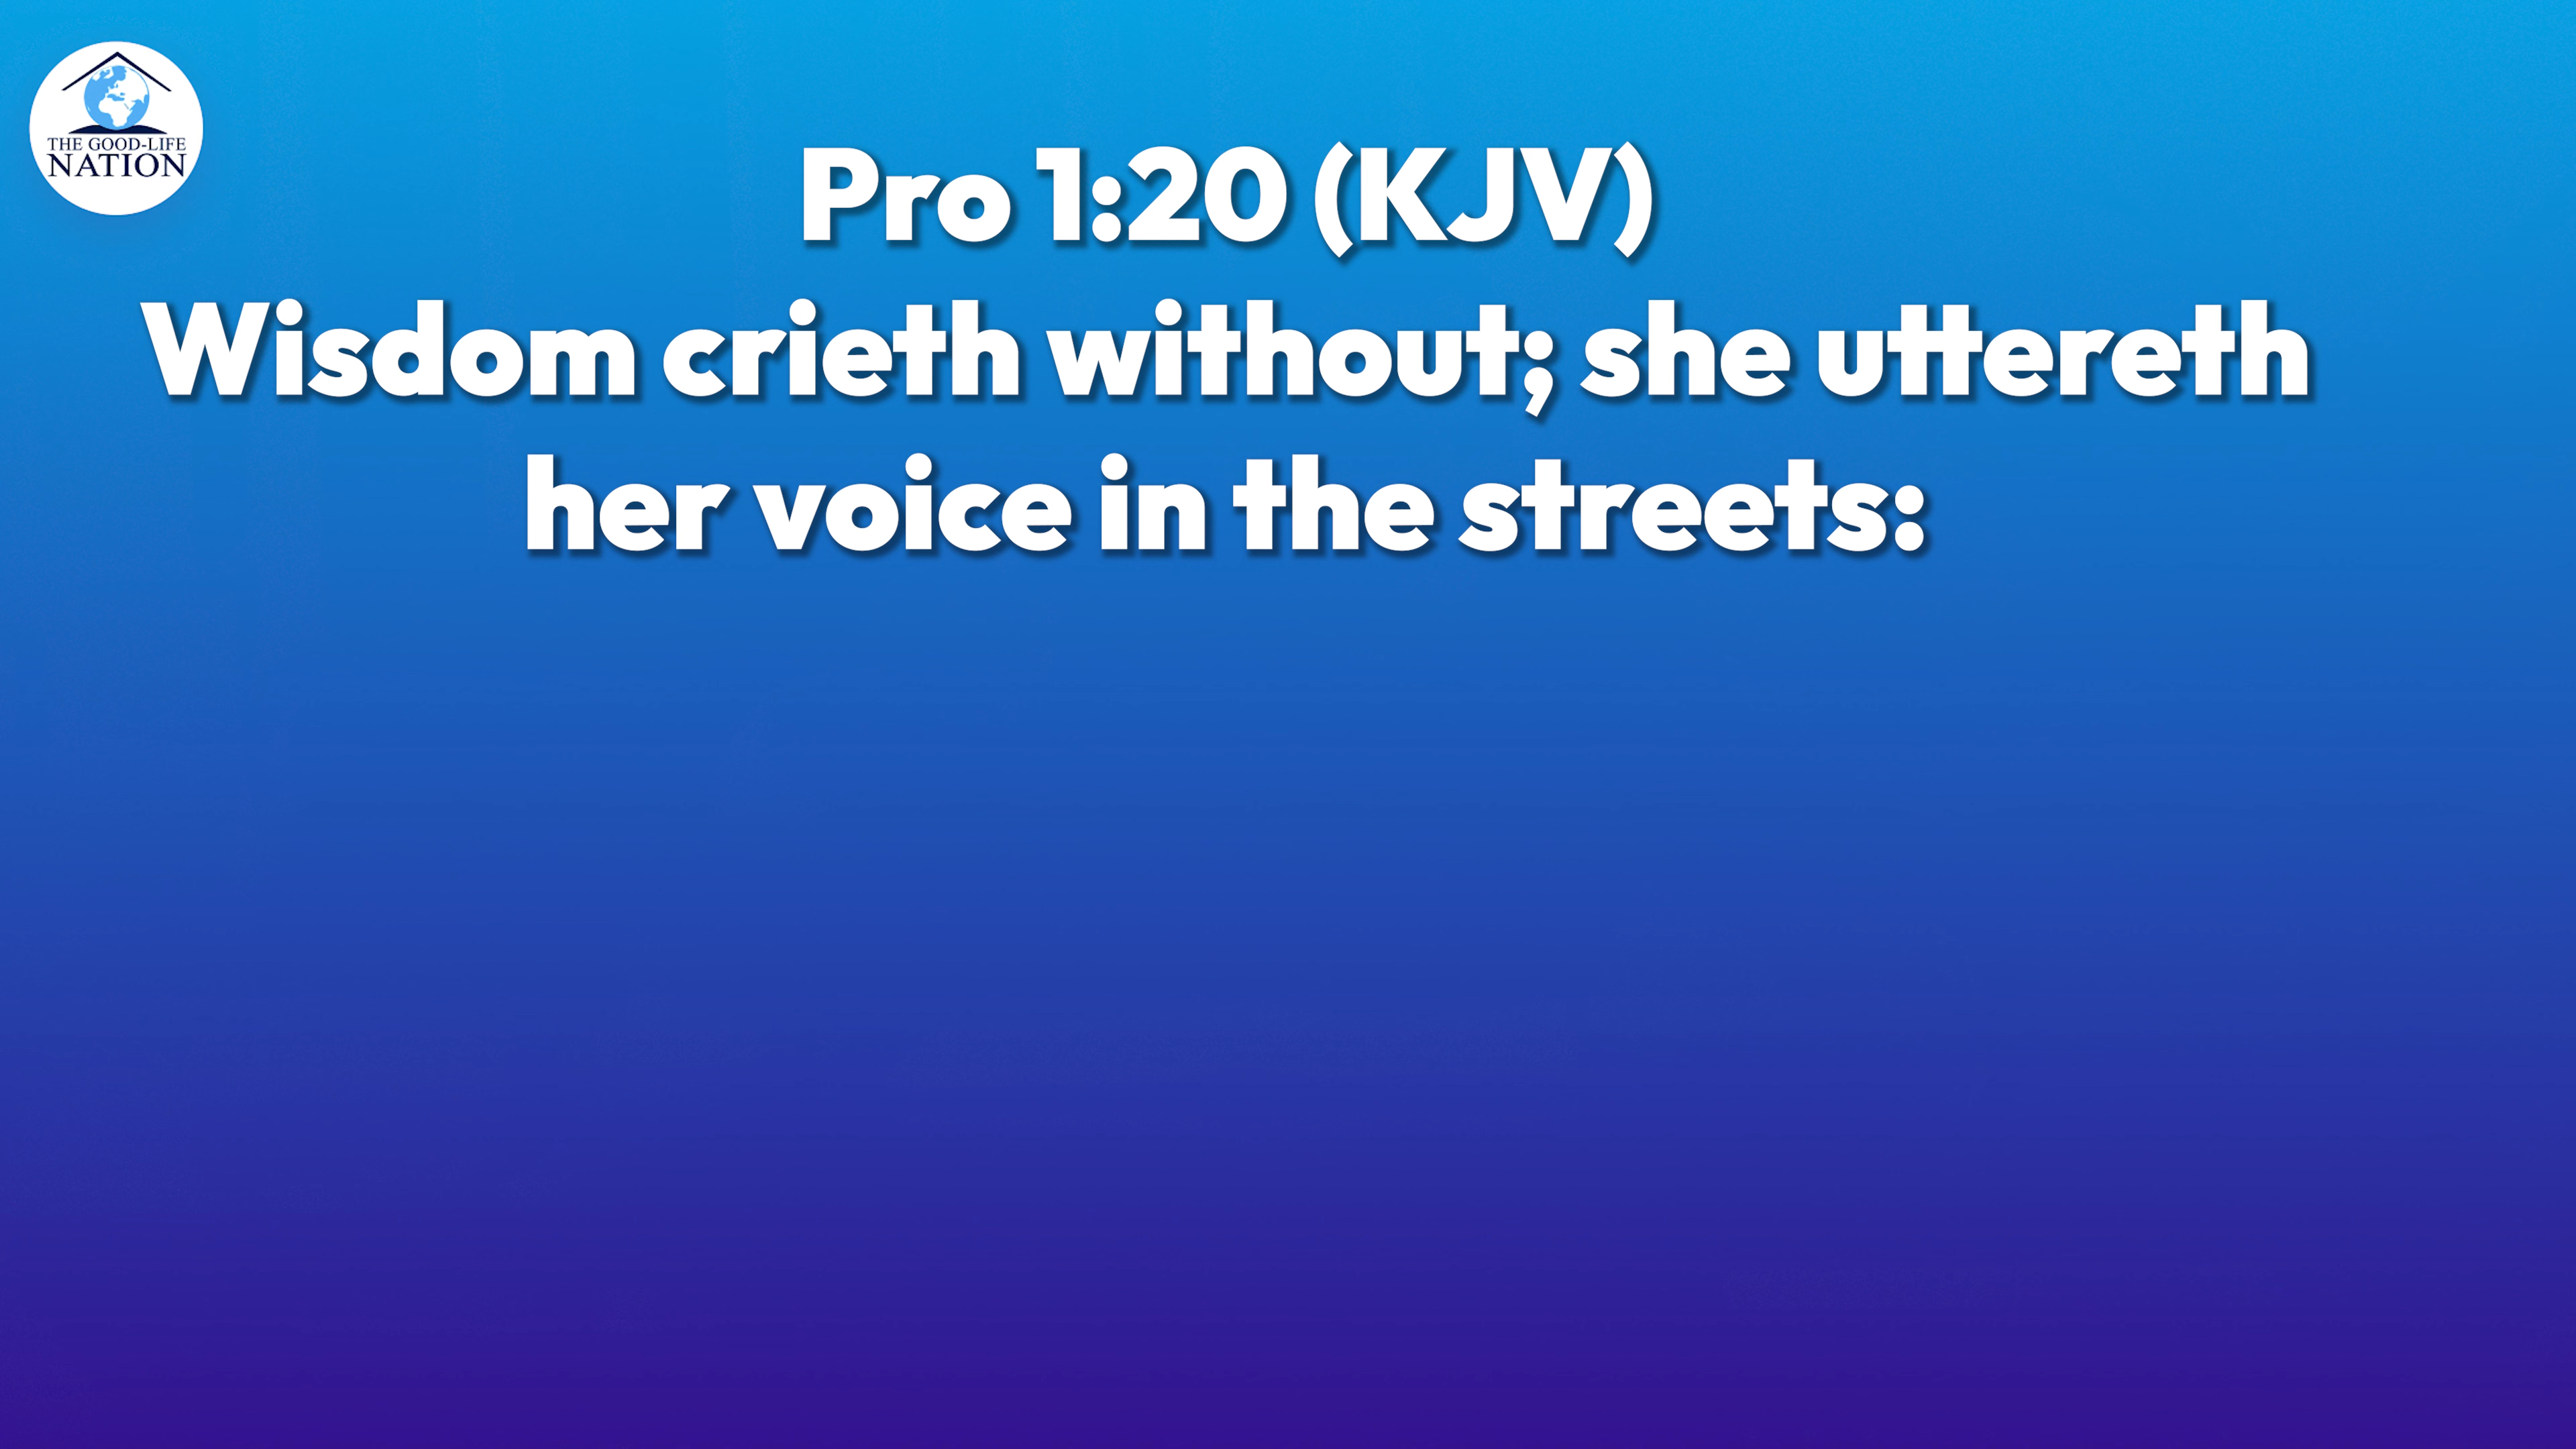 THE GOOD-LIFE
NATION
Pro 1:20 (KJV)
Wisdom crieth without; she uttereth
her voice in the streets: